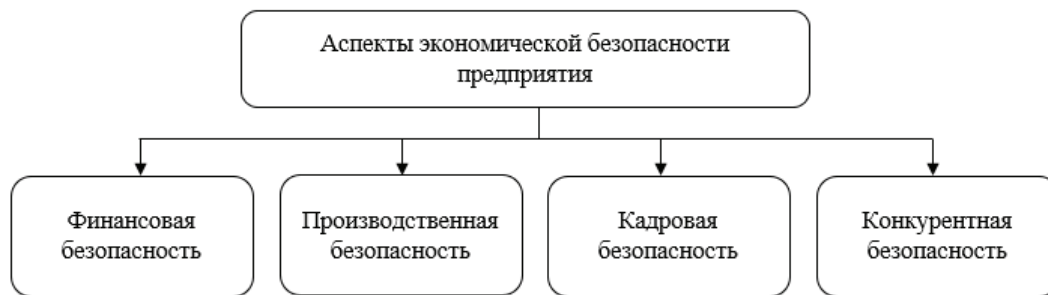 Аспекты экономической безопасности
предприятия
Финансовая
безопасность
Производственная
безопасность
Кадровая
безопасность
Конкурентная
безопасность